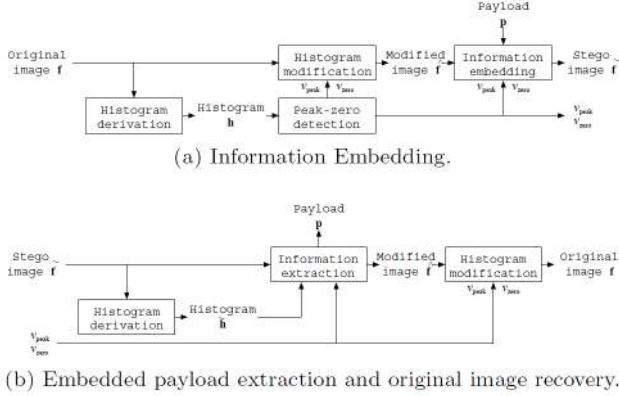 Payload
p
Original
image f
Histogram
modification
v_peak v_zero
Modified
image f̂
Information
embedding
v_peak v_zero
Stego
image f̃
Histogram
derivation
Histogram
h
Peak-zero
detection
v_peak
v_zero
(a) Information Embedding.
Payload
p
Stego
image f̃
Information
extraction
Modified
image f̂
Histogram
modification
v_peak v_zero
Original
image f
Histogram
derivation
Histogram
h̃
v_peak
v_zero
(b) Embedded payload extraction and original image recovery.